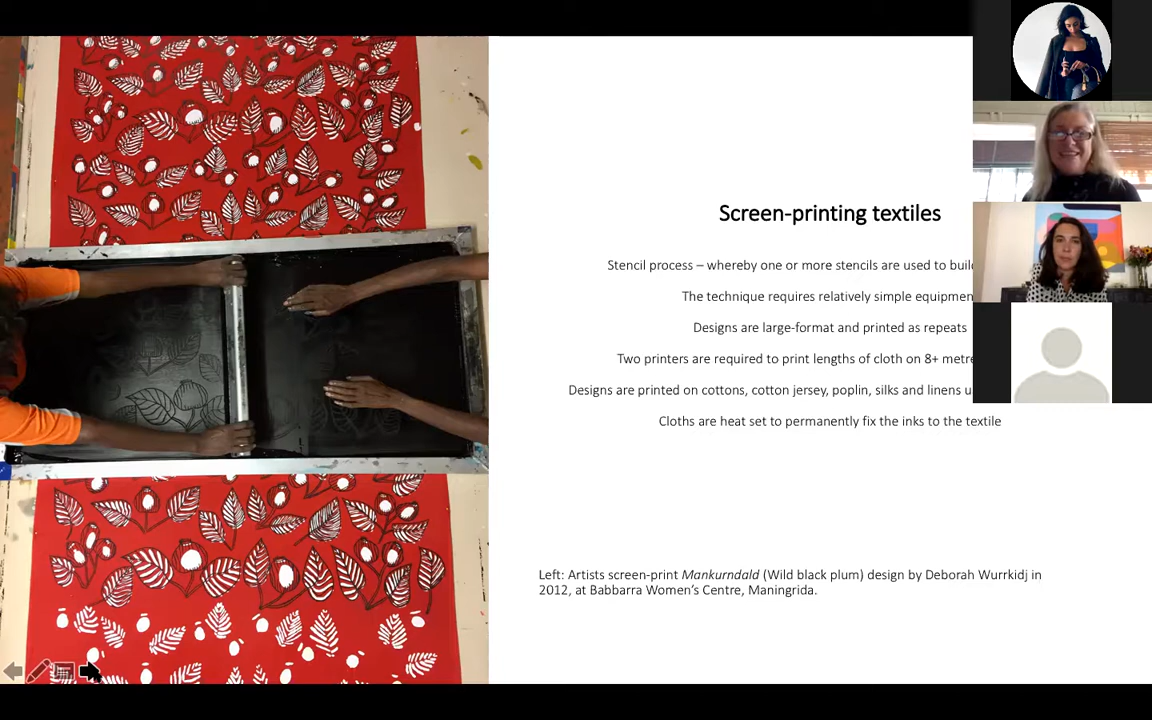 Screen-printing textiles
Stencil process – whereby one or more stencils are used to
The technique requires relatively simple
Designs are large-format and printed as repeats
Two printers are required to print lengths of cloth on 8+
Designs are printed on cottons, cotton jersey, poplin, silks and linens
Cloths are heat set to permanently fix the inks to the textile
Left: Artists screen-print Mankurndald (Wild black plum) design by Deborah Wurrkidj in
2012, at Babbarra Women's Centre, Maningrida.